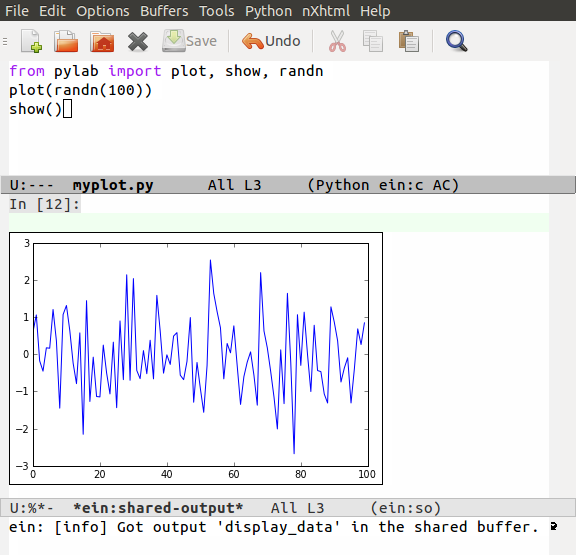 File Edit Options Buffers Tools Python nXhtml Help
Save Undo
from pylab import plot, show, randn
plot(randn(100))
show()
U:--- myplot.py All L3 (Python ein:c AC)
In [12]:
3
2
1
0
−1
−2
−3
0 20 40 60 80 100
U:%*- *ein:shared-output* All L3 (ein:so)
ein: [info] Got output 'display_data' in the shared buffer.